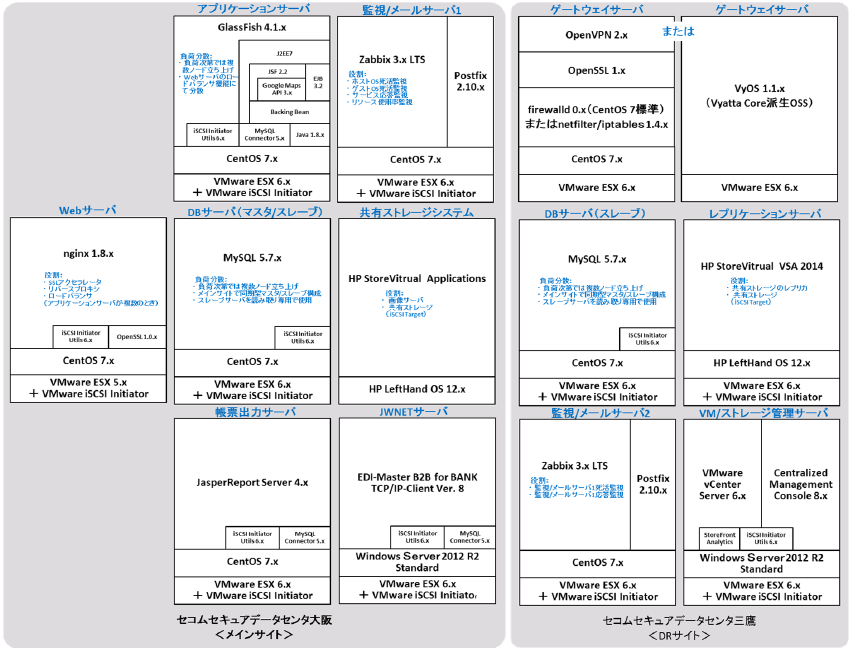 アプリケーションサーバ
GlassFish 4.1.x
負荷分散：
・負荷次第では複
数ノード立ち上げ
・Webサーバのロー
ドバランサ機能に
て分散
J2EE7
JSF 2.2
Google Maps
API 3.x
EJB
3.2
Backing Bean
iSCSI Initiator
Utils 6.x
MySQL
Connector 5.x
Java 1.8.x
CentOS 7.x
VMware ESX 6.x
＋ VMware iSCSI Initiator
監視/メールサーバ1
Zabbix 3.x LTS
役割：
・ホストOS死活監視
・ゲストOS死活監視
・サービス応答監視
・リソース使用率監視
Postfix
2.10.x
CentOS 7.x
VMware ESX 6.x
＋ VMware iSCSI Initiator
ゲートウェイサーバ
OpenVPN 2.x
OpenSSL 1.x
firewalld 0.x（CentOS 7標準）
またはnetfilter/iptables 1.4.x
CentOS 7.x
VMware ESX 6.x
または
ゲートウェイサーバ
VyOS 1.1.x
（Vyatta Core派生OSS）
VMware ESX 6.x
Webサーバ
nginx 1.8.x
役割：
・SSLアクセラレータ
・リバースプロキシ
・ロードバランサ
（アプリケーションサーバが複数のとき）
iSCSI Initiator
Utils 6.x
OpenSSL 1.0.x
CentOS 7.x
VMware ESX 5.x
＋ VMware iSCSI Initiator
DBサーバ（マスタ/スレーブ）
MySQL 5.7.x
負荷分散：
・負荷次第では複数ノード立ち上げ
・メインサイトで同期型マスタ/スレーブ構成
・スレーブサーバを読み取り専用で使用
iSCSI Initiator
Utils 6.x
CentOS 7.x
VMware ESX 6.x
＋ VMware iSCSI Initiator
共有ストレージシステム
HP StoreVitrual Applications
役割：
・画像サーバ
・共有ストレージ
（iSCSI Target）
HP LeftHand OS 12.x
DBサーバ（スレーブ）
MySQL 5.7.x
負荷分散：
・負荷次第では複数ノード立ち上げ
・メインサイトで同期型マスタ/スレーブ構成
・スレーブサーバを読み取り専用で使用
iSCSI Initiator
Utils 6.x
CentOS 7.x
VMware ESX 6.x
＋ VMware iSCSI Initiator
レプリケーションサーバ
HP StoreVitrual VSA 2014
役割：
・共有ストレージのレプリカ
・共有ストレージ
（iSCSI Target）
HP LeftHand OS 12.x
VMware ESX 6.x
＋ VMware iSCSI Initiator
帳票出力サーバ
JasperReport Server 4.x
iSCSI Initiator
Utils 6.x
MySQL
Connector 5.x
CentOS 7.x
VMware ESX 6.x
＋ VMware iSCSI Initiator
JWNETサーバ
EDI-Master B2B for BANK
TCP/IP-Client Ver. 8
iSCSI Initiator
Utils 6.x
MySQL
Connector 5.x
Windows Server 2012 R2
Standard
VMware ESX 6.x
＋ VMware iSCSI Initiator
監視/メールサーバ2
Zabbix 3.x LTS
役割：
・監視/メールサーバ1死活監視
・監視/メールサーバ1応答監視
Postfix
2.10.x
CentOS 7.x
VMware ESX 6.x
＋ VMware iSCSI Initiator
VM/ストレージ管理サーバ
VMware
vCenter
Server 6.x
Centralized
Management
Console 8.x
StoreFront
Analytics
iSCSI Initiator
Utils 6.x
Windows Server 2012 R2
Standard
VMware ESX 6.x
＋ VMware iSCSI Initiator
セコムセキュアデータセンタ大阪
＜メインサイト＞
セコムセキュアデータセンタ三鷹
＜DRサイト＞